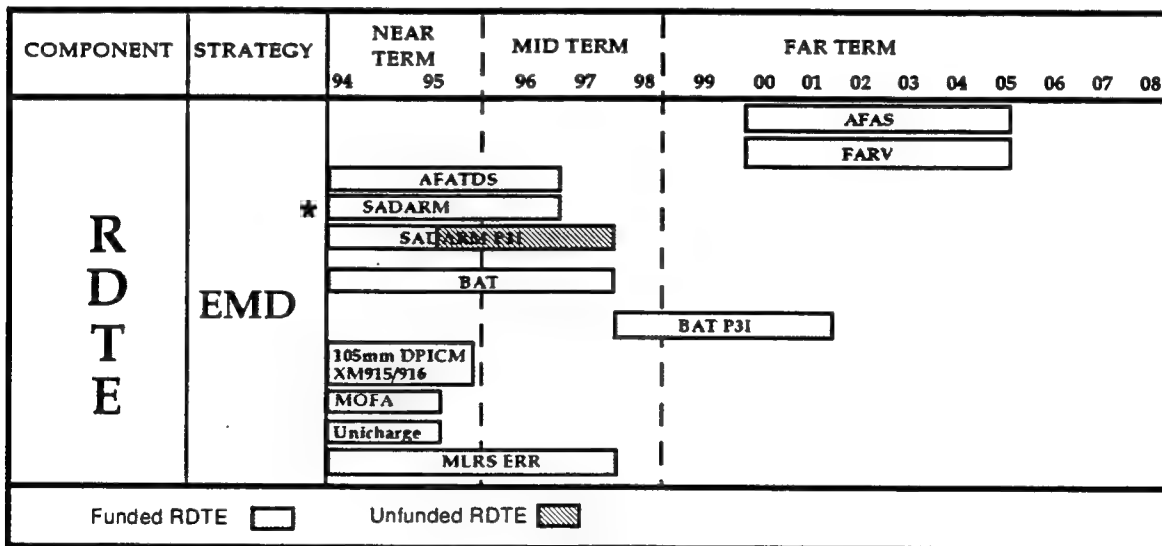 COMPONENT STRATEGY NEAR TERM MID TERM FAR TERM
94 95 96 97 98 99 00 01 02 03 04 05 06 07 08
AFAS
FARV
AFATDS
* SADARM
SADARM P3I
BAT
BAT P3I
RDTE
EMD
105mm DPICM
XM915/916
MOFA
Unicharge
MLRS ERR
Funded RDTE Unfunded RDTE